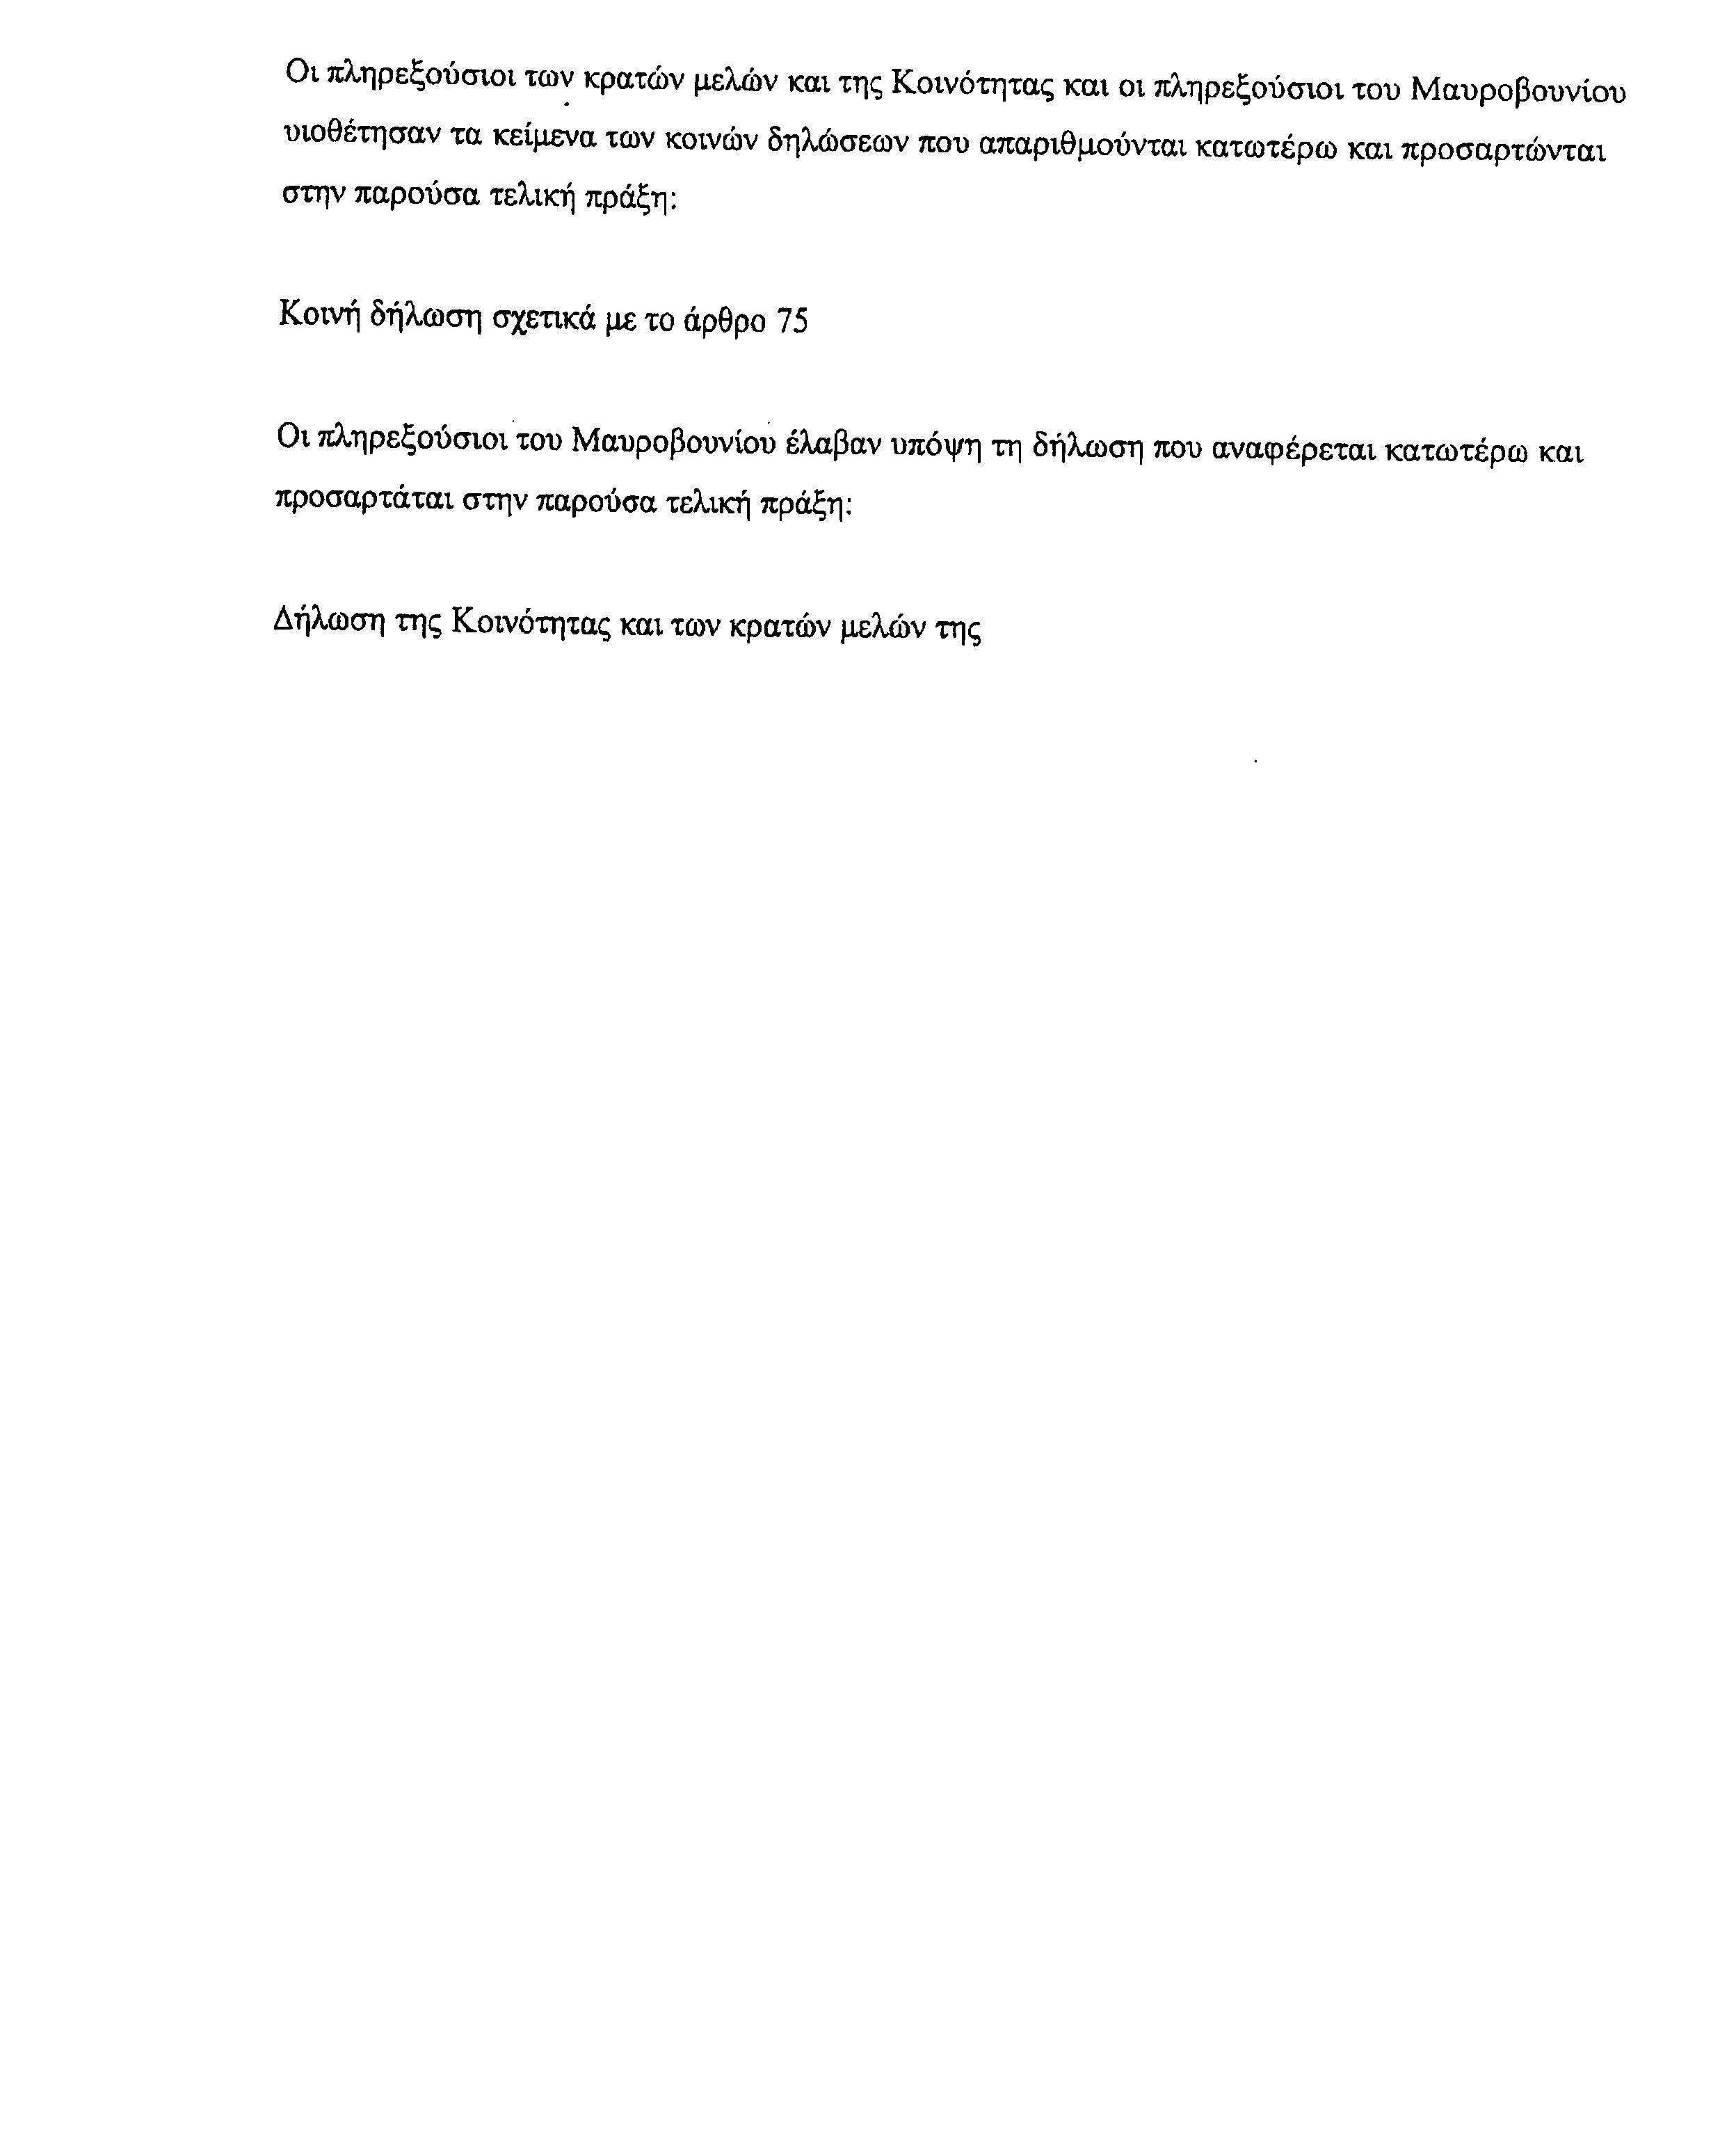 Οι πληρεξούσιοι των κρατών μελών και της Κοινότητας και οι πληρεξούσιοι του Μαυροβουνίου
υιοθέτησαν τα κείμενα των κοινών δηλώσεων που απαριθμούνται κατωτέρω και προσαρτώνται
στην παρούσα τελική πράξη:
Κοινή δήλωση σχετικά με το άρθρο 75
Οι πληρεξούσιοι του Μαυροβουνίου έλαβαν υπόψη τη δήλωση που αναφέρεται κατωτέρω και
προσαρτάται στην παρούσα τελική πράξη:
Δήλωση της Κοινότητας και των κρατών μελών της